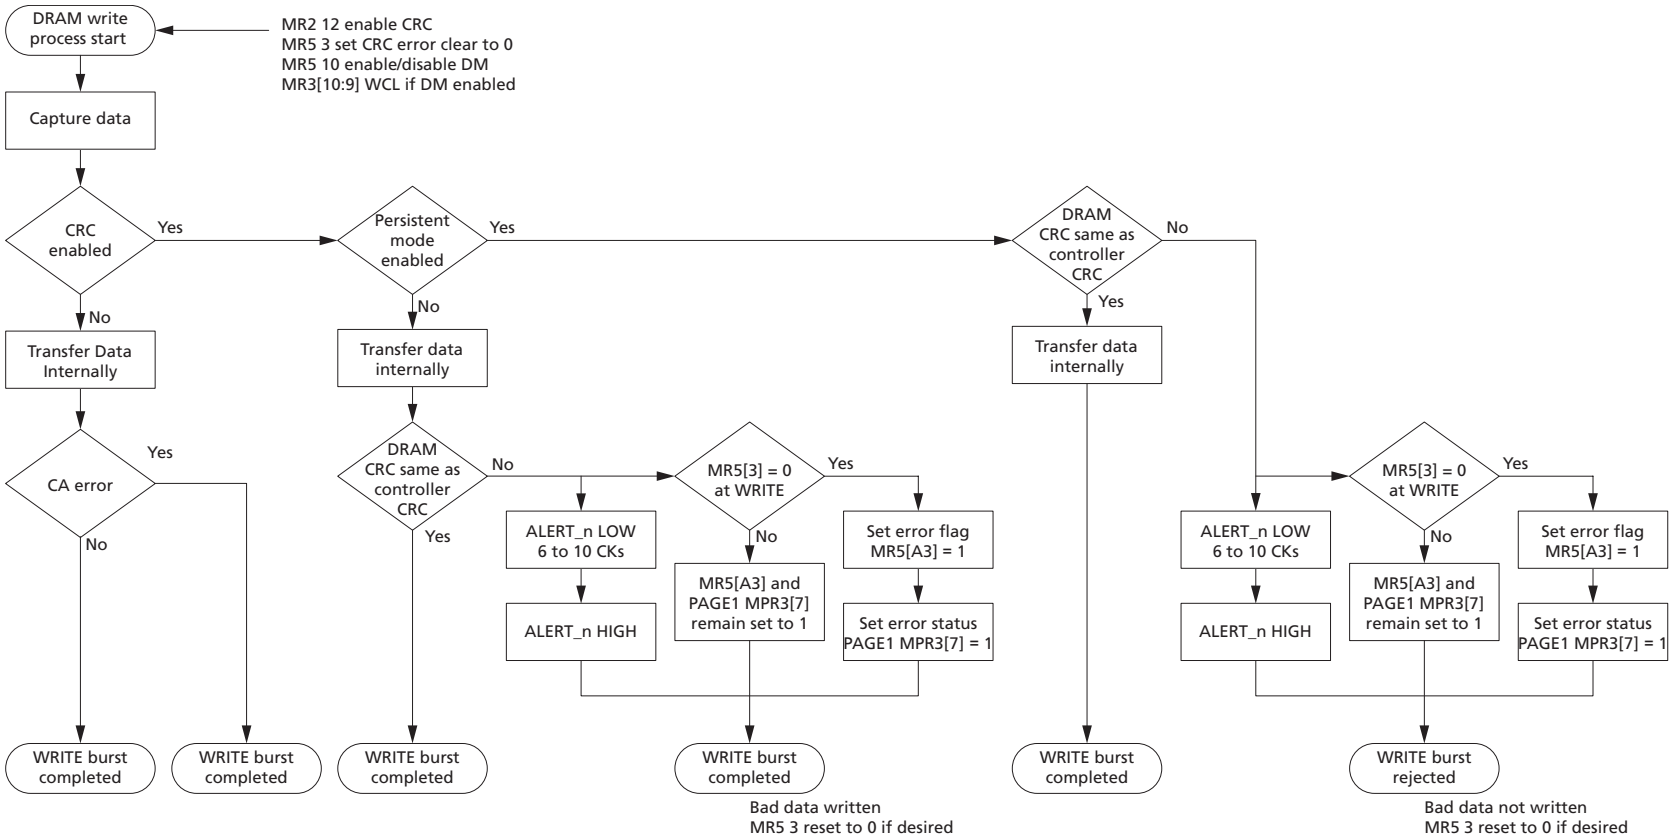 DRAM write
process start
MR2 12 enable CRC
MR5 3 set CRC error clear to 0
MR5 10 enable/disable DM
MR3[10:9] WCL if DM enabled
Capture data
CRC
enabled
Yes
Persistent
mode
enabled
Yes
DRAM
CRC same as
controller
CRC
No
No
No
Yes
Transfer Data
Internally
Transfer data
internally
Transfer data
internally
CA error
Yes
No
DRAM
CRC same as
controller
CRC
No
Yes
MR5[3] = 0
at WRITE
Yes
No
ALERT_n LOW
6 to 10 CKs
ALERT_n HIGH
MR5[A3] and
PAGE1 MPR3[7]
remain set to 1
Set error flag
MR5[A3] = 1
Set error status
PAGE1 MPR3[7] = 1
MR5[3] = 0
at WRITE
Yes
No
ALERT_n LOW
6 to 10 CKs
ALERT_n HIGH
MR5[A3] and
PAGE1 MPR3[7]
remain set to 1
Set error flag
MR5[A3] = 1
Set error status
PAGE1 MPR3[7] = 1
WRITE burst
completed
WRITE burst
completed
WRITE burst
completed
WRITE burst
completed
WRITE burst
completed
WRITE burst
rejected
Bad data written
MR5 3 reset to 0 if desired
Bad data not written
MR5 3 reset to 0 if desired